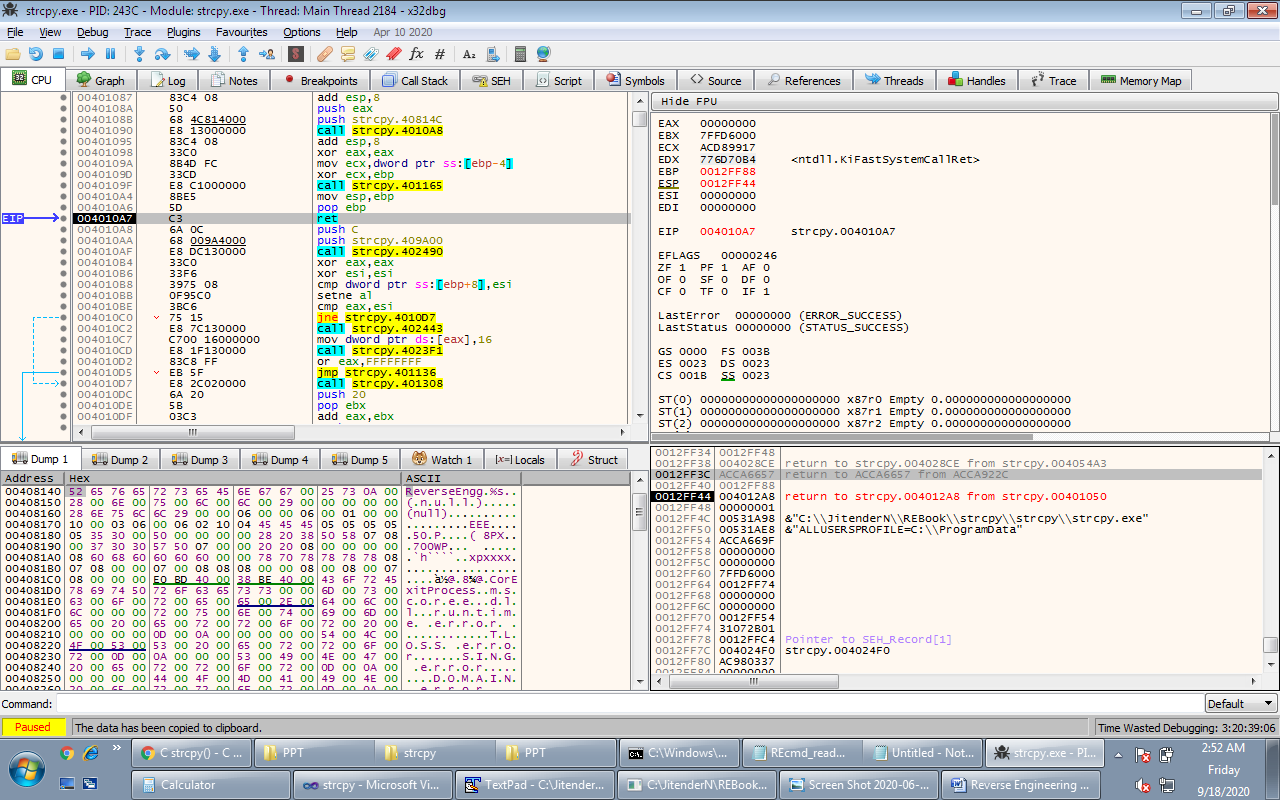 strcpy.exe - PID: 243C - Module: strcpy.exe - Thread: Main Thread 2184 - x32dbg
File View Debug Trace Plugins Favourites Options Help Apr 10 2020
CPU Graph Log Notes Breakpoints Call Stack SEH Script Symbols Source References Threads Handles Trace Memory Map
00401087 83C4 08 add esp,8
0040108A 50 push eax
0040108B 68 4C814000 push strcpy.40814C
00401090 E8 13000000 call strcpy.4010A8
00401095 83C4 08 add esp,8
00401098 33C0 xor eax,eax
0040109A 8B4D FC mov ecx,dword ptr ss:[ebp-4]
0040109D 33CD xor ecx,ebp
0040109F E8 C1000000 call strcpy.401165
004010A4 8BE5 mov esp,ebp
004010A6 5D pop ebp
EIP 004010A7 C3 ret
004010A8 6A 0C push C
004010AA 68 009A4000 push strcpy.409A00
004010AF E8 DC130000 call strcpy.402490
004010B4 33C0 xor eax,eax
004010B6 33F6 xor esi,esi
004010B8 3975 08 cmp dword ptr ss:[ebp+8],esi
004010BB 0F95C0 setne al
004010BE 3BC6 cmp eax,esi
004010C0 75 15 jne strcpy.4010D7
004010C2 E8 7C130000 call strcpy.402443
004010C7 C700 16000000 mov dword ptr ds:[eax],16
004010CD E8 1F130000 call strcpy.4023F1
004010D2 83C8 FF or eax,FFFFFFFF
004010D5 EB 5F jmp strcpy.401136
004010D7 E8 2C020000 call strcpy.401308
004010DC 6A 20 push 20
004010DE 5B pop ebx
004010DF 03C3 add eax,ebx
Hide FPU
EAX 00000000
EBX 7FFD6000
ECX ACD89917
EDX 776D70B4 <ntdll.KiFastSystemCallRet>
EBP 0012FF88
ESP 0012FF44
ESI 00000000
EDI 00000000
EIP 004010A7 strcpy.004010A7
EFLAGS 00000246
ZF 1 PF 1 AF 0
OF 0 SF 0 DF 0
CF 0 TF 0 IF 1
LastError 00000000 (ERROR_SUCCESS)
LastStatus 00000000 (STATUS_SUCCESS)
GS 0000 FS 003B
ES 0023 DS 0023
CS 001B SS 0023
ST(0) 00000000000000000000 x87r0 Empty 0.000000000000000000
ST(1) 00000000000000000000 x87r1 Empty 0.000000000000000000
ST(2) 00000000000000000000 x87r2 Empty 0.000000000000000000
Dump 1 Dump 2 Dump 3 Dump 4 Dump 5 Watch 1 Locals Struct
Address Hex ASCII
00408140 52 65 76 65 72 73 65 45 6E 67 67 00 25 73 0A 00 ReverseEngg.%s..
00408150 28 00 6E 00 75 00 6C 00 6C 00 29 00 00 00 00 00 (.n.u.l.l.).....
00408160 28 6E 75 6C 6C 29 00 00 06 00 00 06 00 01 00 00 (null)..........
00408170 10 00 03 06 00 06 02 10 04 45 45 45 05 05 05 05 .........EEE....
00408180 05 35 30 00 50 00 00 00 00 28 20 38 50 58 07 08 .50.P....( 8PX..
00408190 00 37 30 30 57 50 07 00 00 20 20 08 00 00 00 00 .700WP... .....
004081A0 08 60 68 60 60 60 60 00 00 78 70 78 78 78 78 08 .`h````..xpxxxx.
004081B0 07 08 00 00 07 00 08 08 08 00 00 08 00 08 00 07
004081C0 08 00 00 00 E0 BD 40 00 38 BE 40 00 43 6F 72 45 ....à½@.8¾@.CorE
004081D0 78 69 74 50 72 6F 63 65 73 73 00 00 6D 00 73 00 xitProcess..m.s.
004081E0 63 00 6F 00 72 00 65 00 65 00 2E 00 64 00 6C 00 c.o.r.e.e...d.l.
004081F0 6C 00 00 00 72 00 75 00 6E 00 74 00 69 00 6D 00 l...r.u.n.t.i.m.
00408200 65 00 20 00 65 00 72 00 72 00 6F 00 72 00 20 00 e. .e.r.r.o.r. .
00408210 00 00 00 00 0D 00 0A 00 00 00 00 00 54 00 4C 00 ............T.L.
00408220 4F 00 53 00 53 00 20 00 65 00 72 00 72 00 6F 00 O.S.S. .e.r.r.o.
00408230 72 00 0D 00 0A 00 00 00 53 00 49 00 4E 00 47 00 r.......S.I.N.G.
00408240 20 00 65 00 72 00 72 00 6F 00 72 00 0D 00 0A 00 .e.r.r.o.r.....
00408250 00 00 00 00 44 00 4F 00 4D 00 41 00 49 00 4E 00 ....D.O.M.A.I.N.
00408260 20 00 65 00 72 00 72 00 6F 00 72 00 0D 00 0A 00 .e.r.r.o.r
0012FF34 0012FF48
0012FF38 004028CE return to strcpy.004028CE from strcpy.004054A3
0012FF3C ACCA6657 return to ACCA6657 from ACCA922C
0012FF44 004012A8 return to strcpy.004012A8 from strcpy.00401050
0012FF48 00000001
0012FF4C 00531A98 &"C:\\JitenderN\\REBook\\strcpy\\strcpy\\strcpy.exe"
0012FF50 00531AE8 &"ALLUSERSPROFILE=C:\\ProgramData"
0012FF54 ACCA669F
0012FF58 00000000
0012FF5C 00000000
0012FF60 7FFD6000
0012FF64 0012FF74
0012FF68 00000000
0012FF6C 00000000
0012FF70 0012FF54
0012FF74 31072B01
0012FF78 0012FFC4 Pointer to SEH_Record[1]
0012FF7C 004024F0 strcpy.004024F0
0012FF80 AC980337
0012FF84 00000000
Command: Default
Paused The data has been copied to clipboard. Time Wasted Debugging: 3:20:39:06
C strcpy() - C ... PPT strcpy PPT C:\Windows\... REcmd_read... Untitled - Not... strcpy.exe - PI...
Calculator strcpy - Microsoft Vi... TextPad - C:\Jitender... C:\JitenderN\REBook... Screen Shot 2020-06-... Reverse Engineering ...
2:52 AM
Friday
9/18/2020